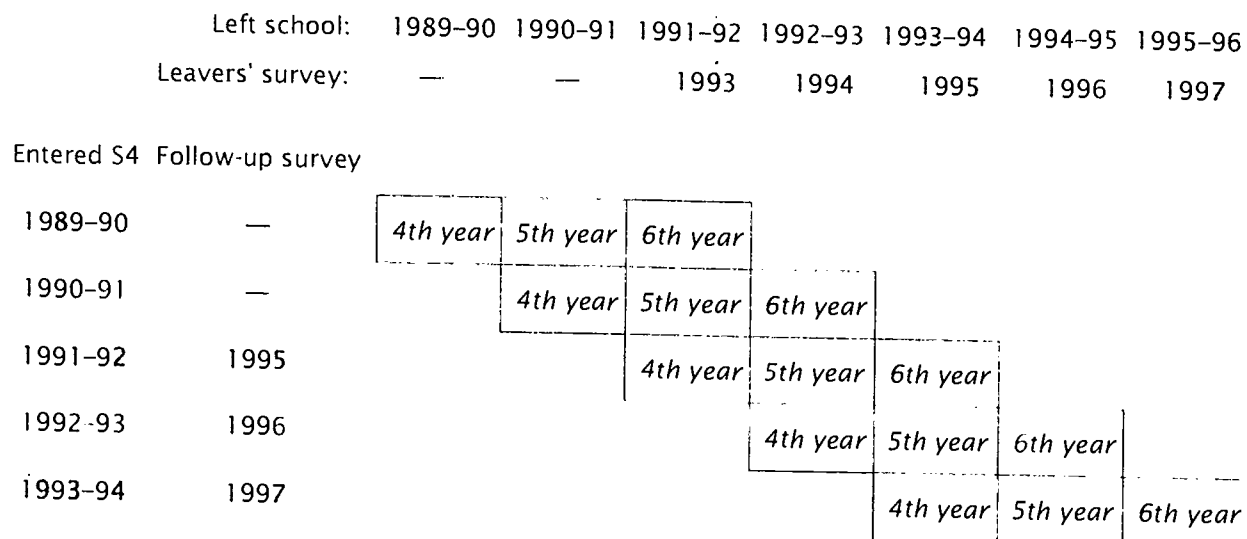 Left school: 1989–90 1990–91 1991–92 1992–93 1993–94 1994–95 1995–96
Leavers' survey: — — 1993 1994 1995 1996 1997
Entered S4 Follow-up survey
1989–90 — 4th year 5th year 6th year
1990–91 — 4th year 5th year 6th year
1991–92 1995 4th year 5th year 6th year
1992–93 1996 4th year 5th year 6th year
1993–94 1997 4th year 5th year 6th year